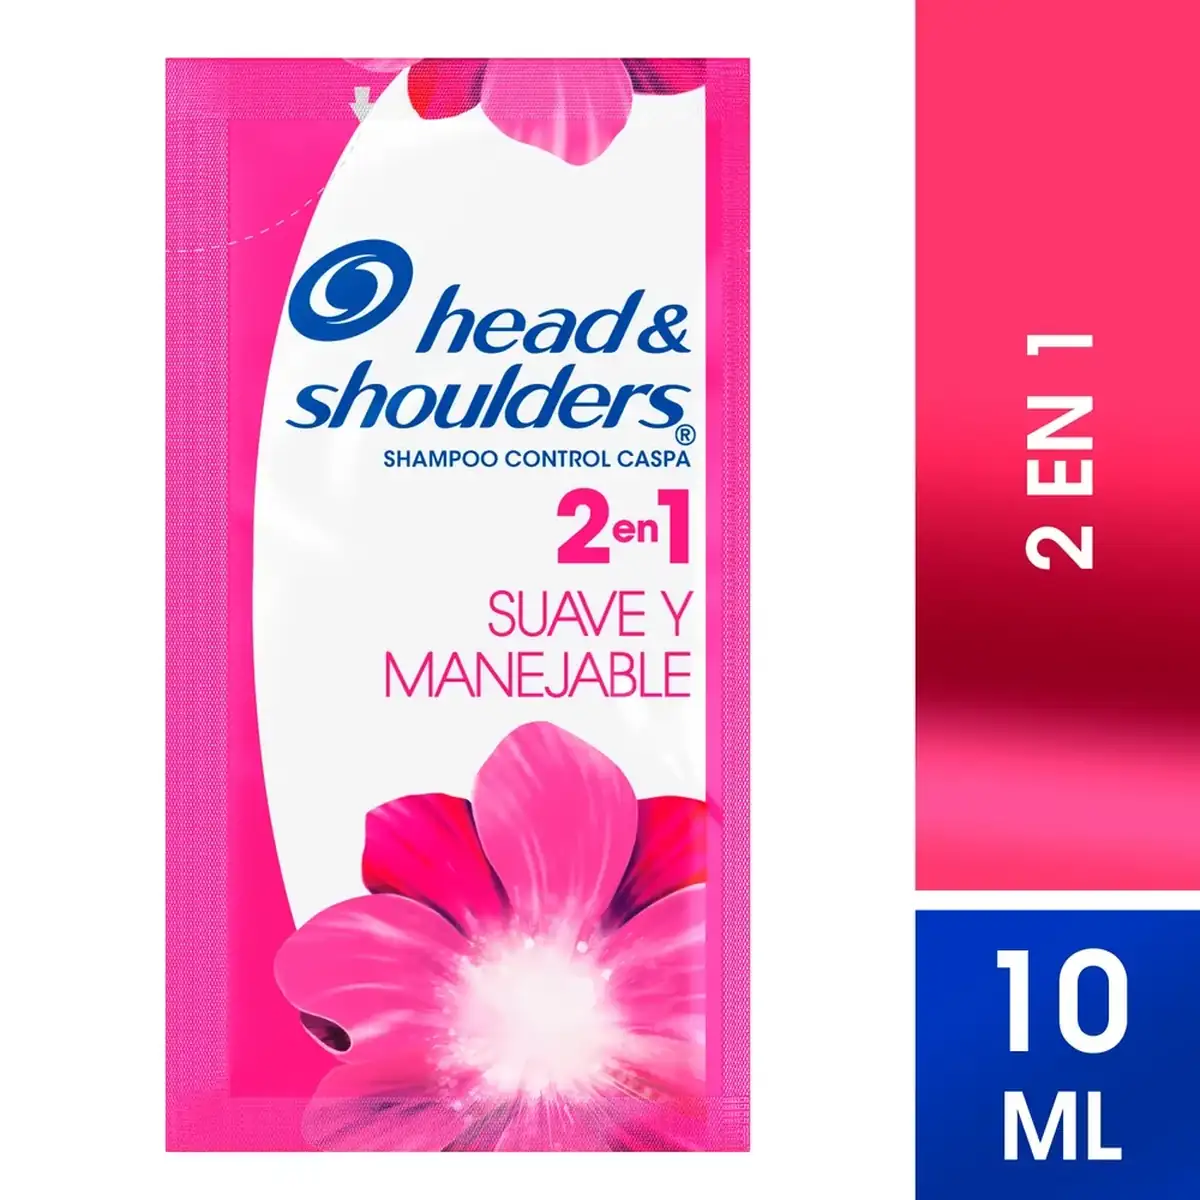 head &
shoulders®
SHAMPOO CONTROL CASPA
2en1
SUAVE Y
MANEJABLE
2 EN 1
10
ML